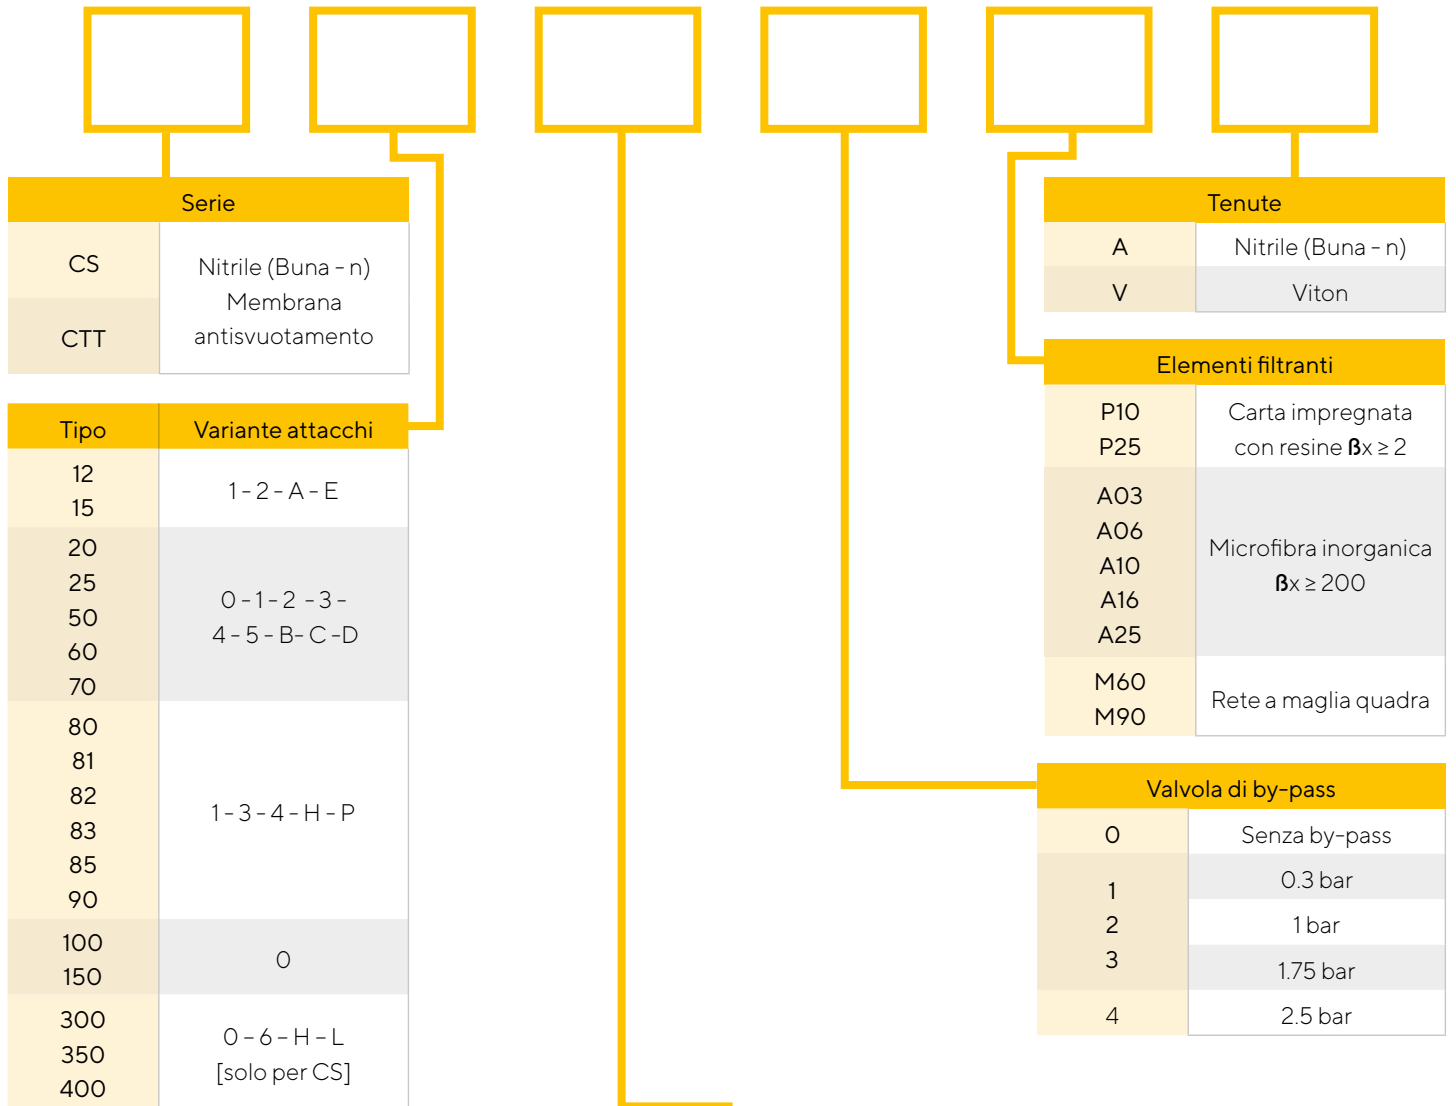 Serie
CS
CTT
Nitrile (Buna - n)
Membrana
antisvuotamento
Tipo Variante attacchi
12
15
1 - 2 - A - E
20
25
50
60
70
0 - 1 - 2 - 3 -
4 - 5 - B- C -D
80
81
82
83
85
90
1 - 3 - 4 - H - P
100
150
0
300
350
400
0 - 6 - H - L
[solo per CS]
Tenute
A Nitrile (Buna - n)
V Viton
Elementi filtranti
P10
P25
Carta impregnata
con resine ßx ≥ 2
A03
A06
A10
A16
A25
Microfibra inorganica
ßx ≥ 200
M60
M90
Rete a maglia quadra
Valvola di by-pass
0 Senza by-pass
1 0.3 bar
2 1 bar
3 1.75 bar
4 2.5 bar